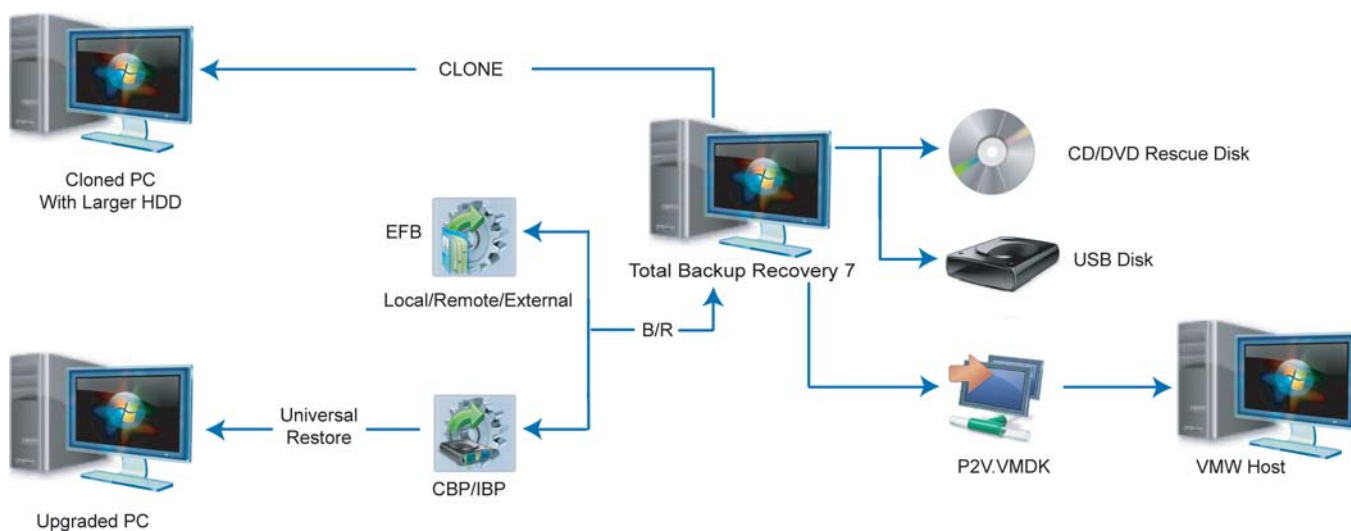 CLONE
Cloned PC
With Larger HDD
CD/DVD Rescue Disk
EFB
USB Disk
Total Backup Recovery 7
Local/Remote/External
B/R
Universal
Restore
P2V.VMDK
VMW Host
CBP/IBP
Upgraded PC